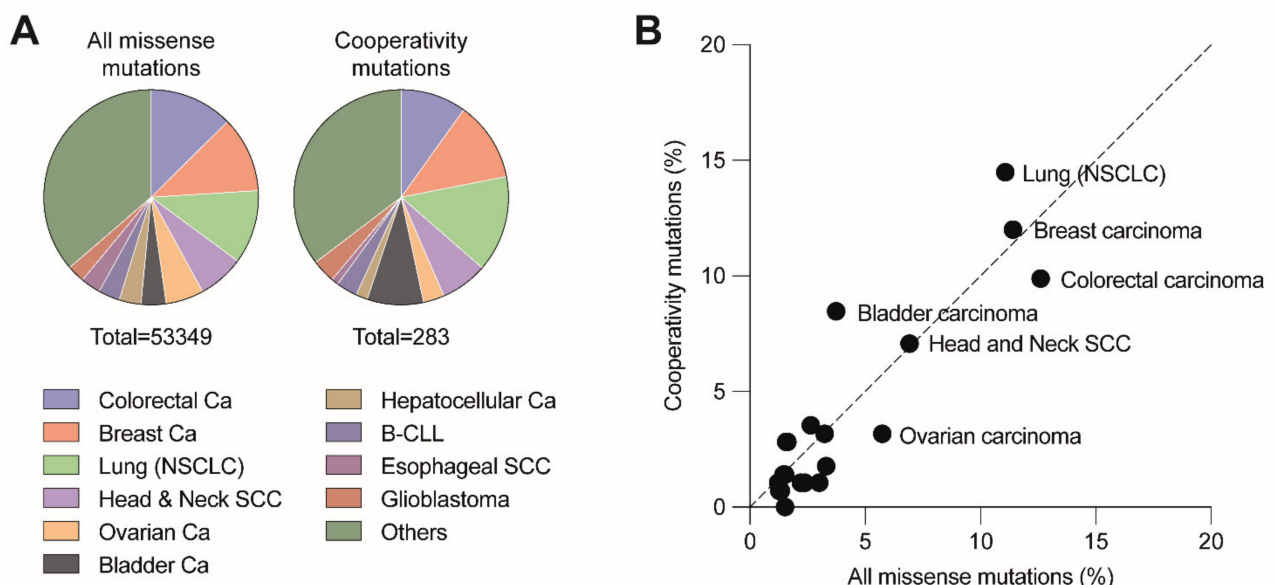 A
All missense
mutations
Cooperativity
mutations
Total=53349
Total=283
Colorectal Ca
Breast Ca
Lung (NSCLC)
Head & Neck SCC
Ovarian Ca
Bladder Ca
Hepatocellular Ca
B-CLL
Esophageal SCC
Glioblastoma
Others
B
Cooperativity mutations (%)
20
15
10
5
0
Lung (NSCLC)
Breast carcinoma
Colorectal carcinoma
Bladder carcinoma
Head and Neck SCC
Ovarian carcinoma
0 5 10 15 20
All missense mutations (%)